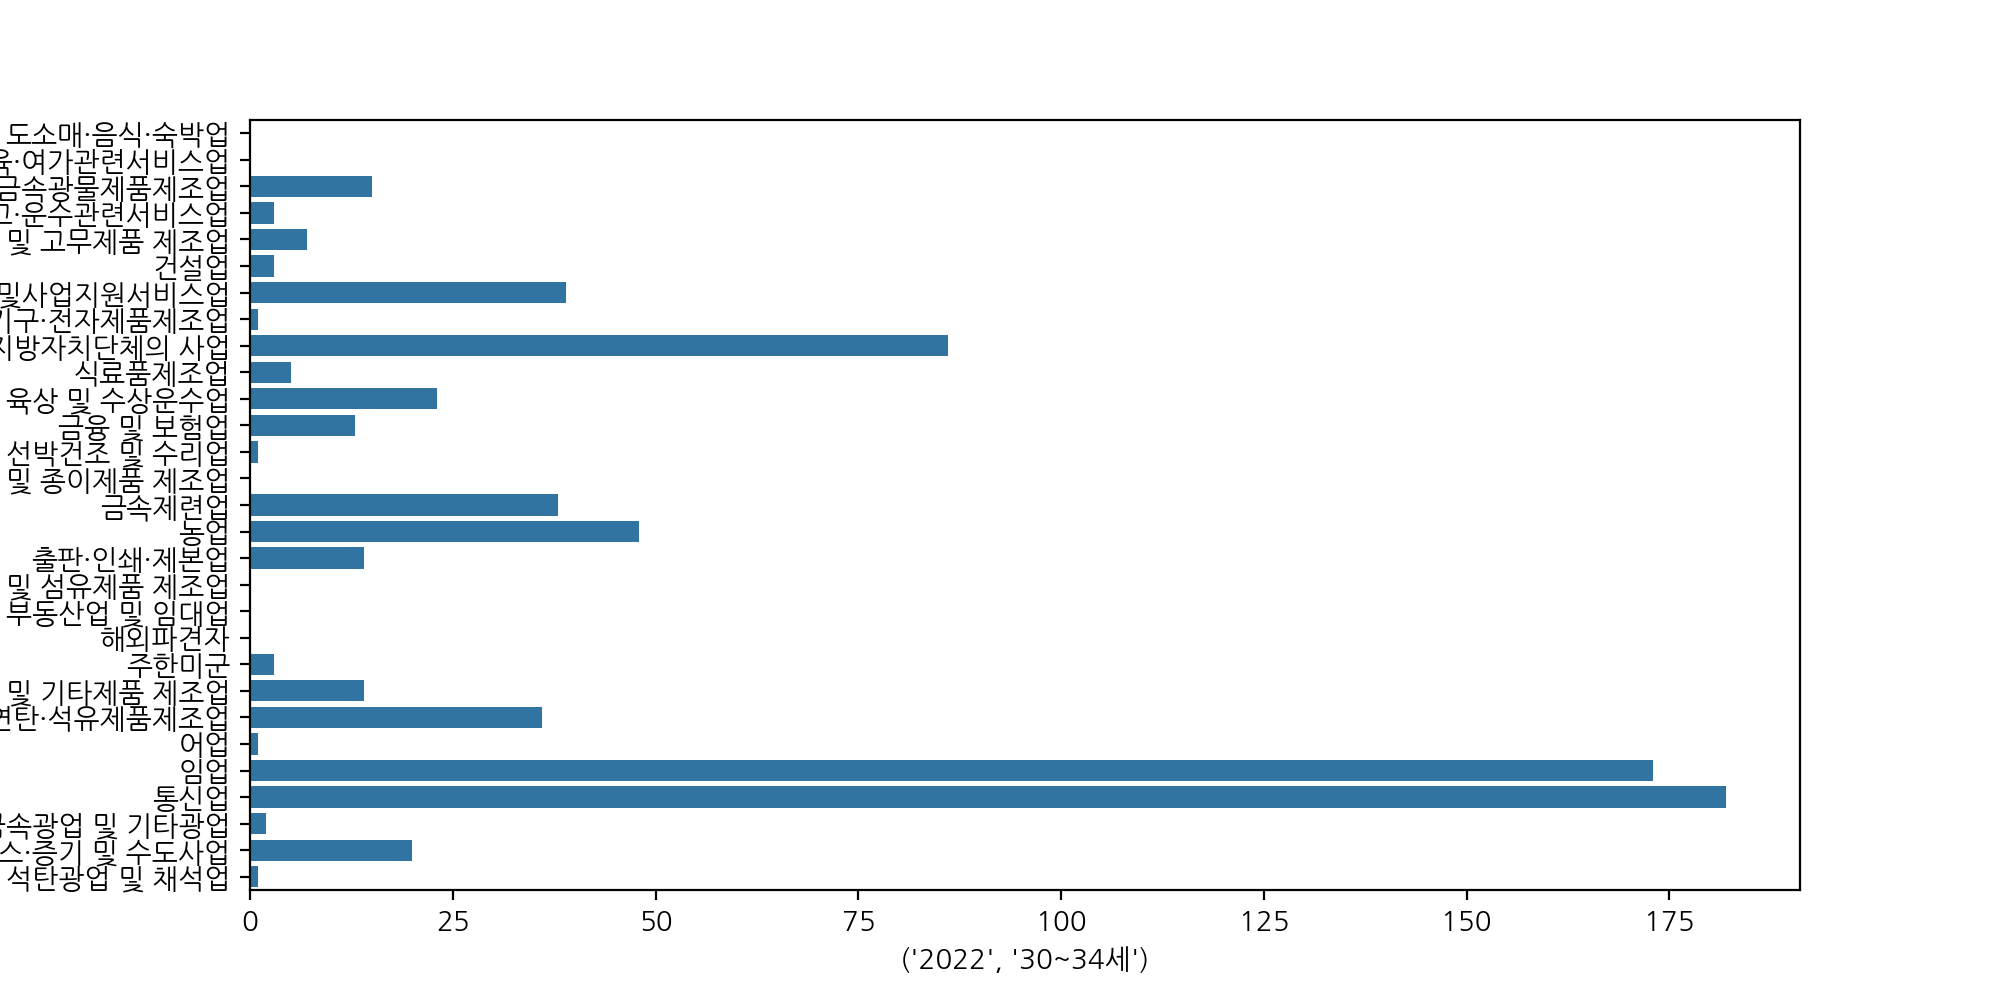 도소매·음식·숙박업
·여가관련서비스업
금속광물제품제조업
·운수관련서비스업
및 고무제품 제조업
건설업
및사업지원서비스업
기구·전자제품제조업
지방자치단체의 사업
식료품제조업
육상 및 수상운수업
금융 및 보험업
선박건조 및 수리업
및 종이제품 제조업
금속제련업
농업
출판·인쇄·제본업
및 섬유제품 제조업
부동산업 및 임대업
해외파견자
주한미군
및 기타제품 제조업
연탄·석유제품제조업
어업
임업
통신업
금속광업 및 기타광업
스·증기 및 수도사업
석탄광업 및 채석업
0 25 50 75 100 125 150 175
('2022', '30~34세')